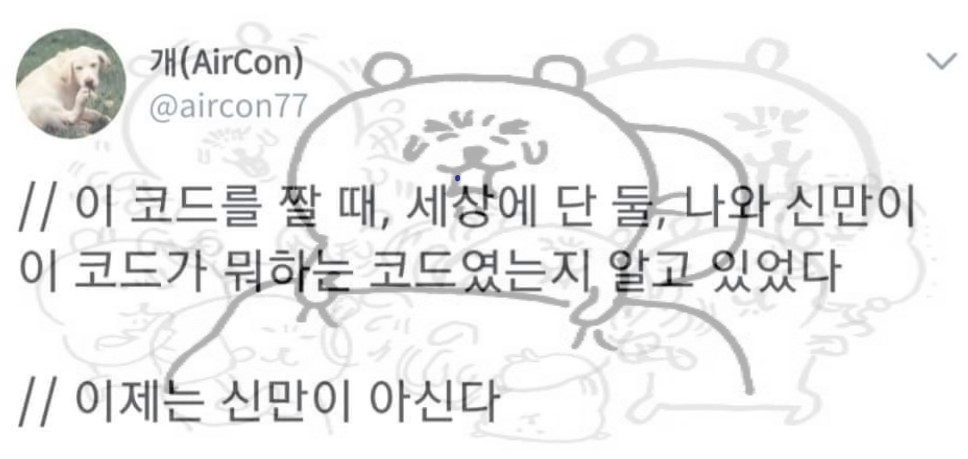 개(AirCon)
@aircon77
// 이 코드를 짤 때, 세상에 단 둘, 나와 신만이
이 코드가 뭐하는 코드였는지 알고 있었다
// 이제는 신만이 아신다